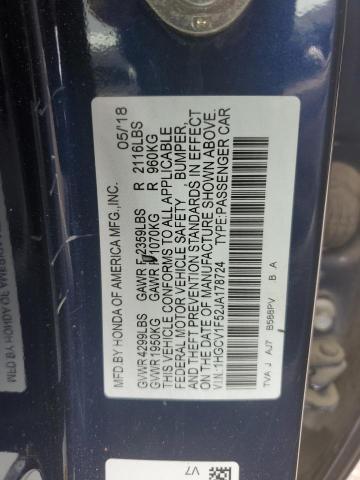 MFD BY HONDA OF AMERICA MFG.,INC. 05/'18
GVWR 4299LBS GAWR F 2359LBS R 2116LBS
GVWR 1950KG GAWR F 1070KG R 960KG
THIS VEHICLE CONFORMS TO ALL APPLICABLE
FEDERAL MOTOR VEHICLE SAFETY BUMPER,
AND THEFT PREVENTION STANDARDS IN EFFECT
ON THE DATE OF MANUFACTURE SHOWN ABOVE.
V.I.N. :1HGCV1F52JA178724 TYPE:PASSENGER CAR
TVA J AJ7 B588PV B A
V7